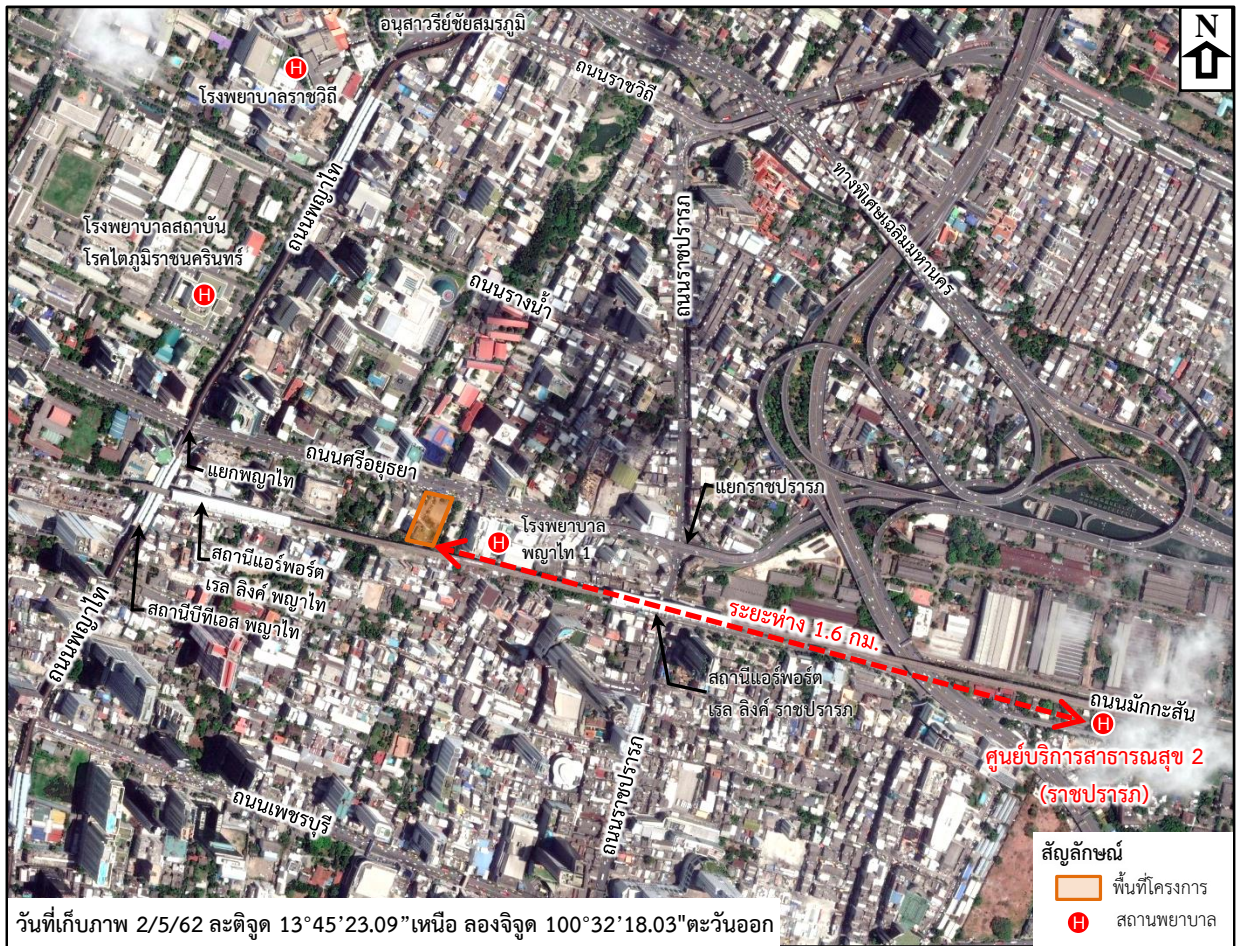 อนุสาวรีย์ชัยสมรภูมิ
N
โรงพยาบาลราชวิถี
H
ถนนราชวิถี
ถนนพญาไท
ทางพิเศษเฉลิมมหานคร
โรงพยาบาลสถาบัน
โรคไตภูมิราชนครินทร์
H
ถนนราชปรารภ
ถนนรางน้ำ
ถนนศรีอยุธยา
แยกพญาไท
แยกราชปรารภ
โรงพยาบาล
พญาไท 1
H
สถานีแอร์พอร์ต
เรล ลิงค์ พญาไท
สถานีบีทีเอส พญาไท
ระยะห่าง 1.6 กม.
ถนนพญาไท
สถานีแอร์พอร์ต
เรล ลิงค์ ราชปรารภ
ถนนมักกะสัน
H
ศูนย์บริการสาธารณสุข 2
(ราชปรารภ)
ถนนราชปรารภ
ถนนเพชรบุรี
สัญลักษณ์
พื้นที่โครงการ
H สถานพยาบาล
วันที่เก็บภาพ 2/5/62 ละติจูด 13°45’23.09”เหนือ ลองจิจูด 100°32’18.03"ตะวันออก